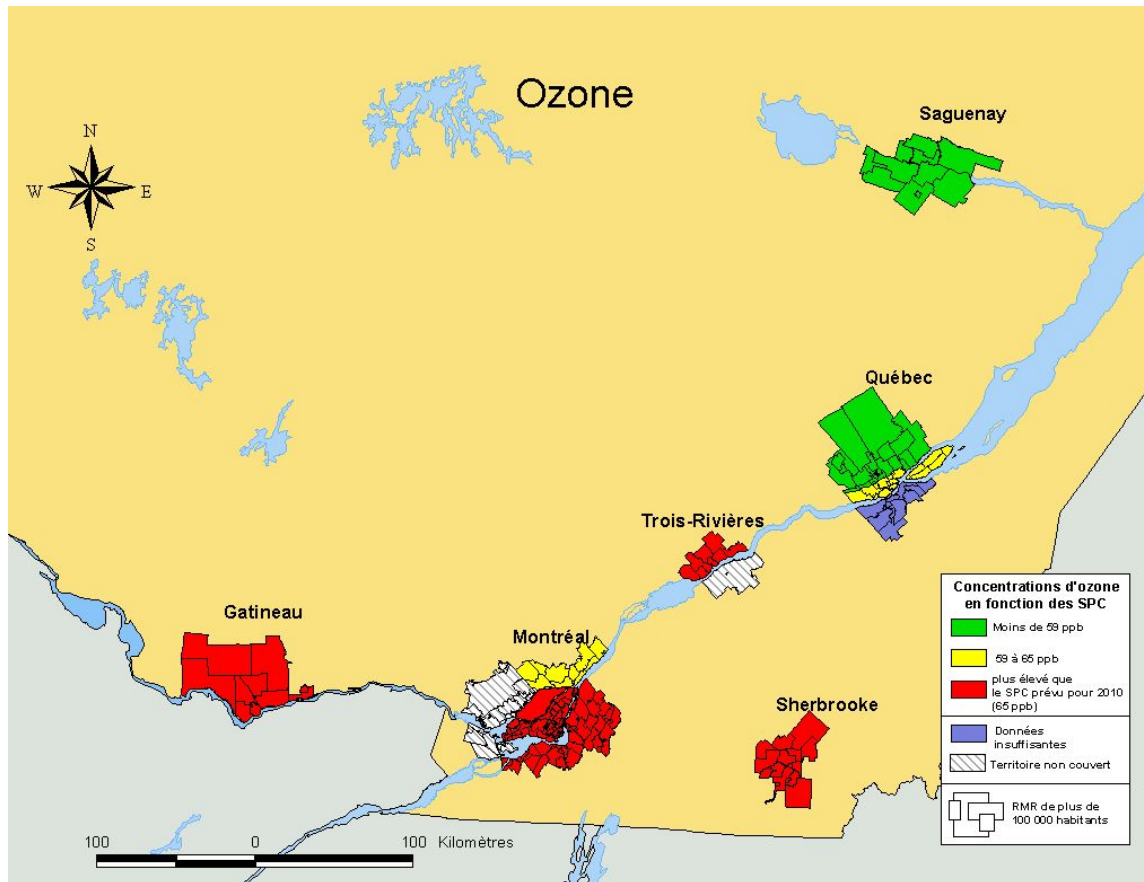 Ozone
Saguenay
N
W
E
S
Québec
Trois-Rivières
Gatineau
Montréal
Sherbrooke
Concentrations d'ozone
en fonction des SPC
Moins de 59 ppb
59 à 65 ppb
plus élevé que
le SPC prévu pour 2010
(65 ppb)
Données
insuffisantes
Territoire non couvert
RMR de plus de
100 000 habitants
100 0 100 Kilomètres